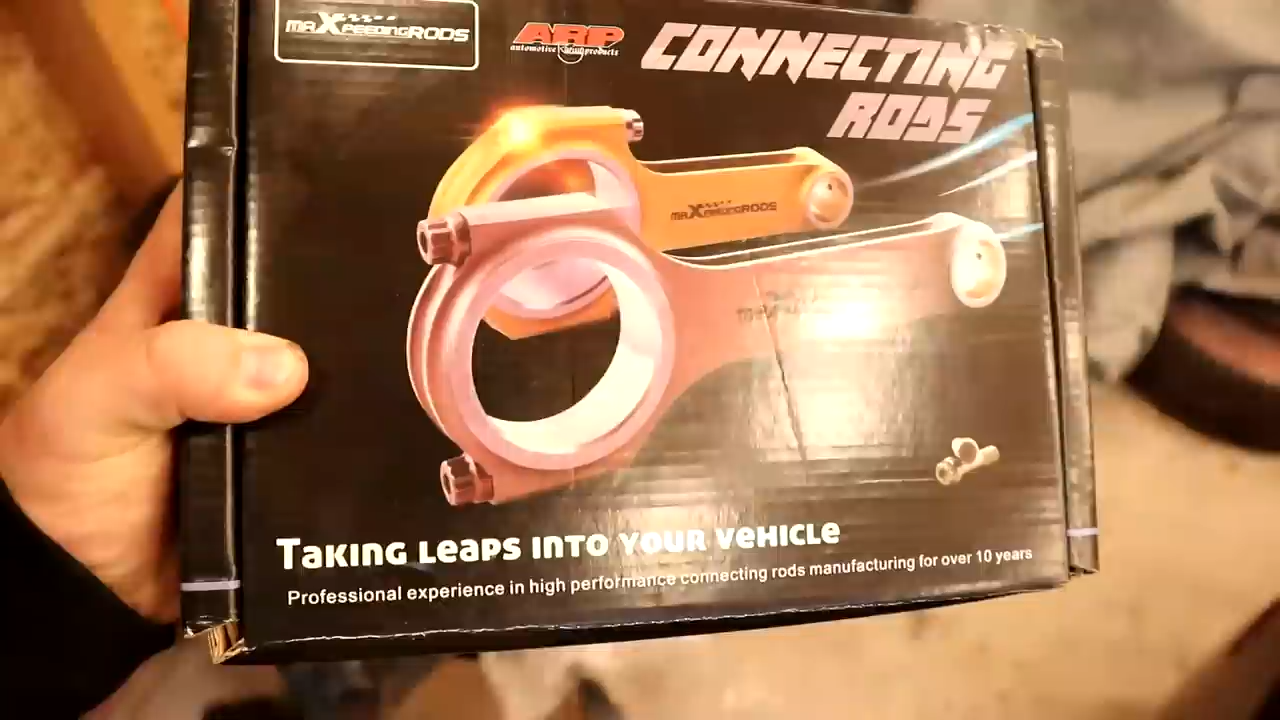 maXpeedingRODS
ARP
automotive racing products
CONNECTING
RODS
maXpeedingRODS
Taking Leaps into your vehicle
Professional experience in high performance connecting rods manufacturing for over 10 years